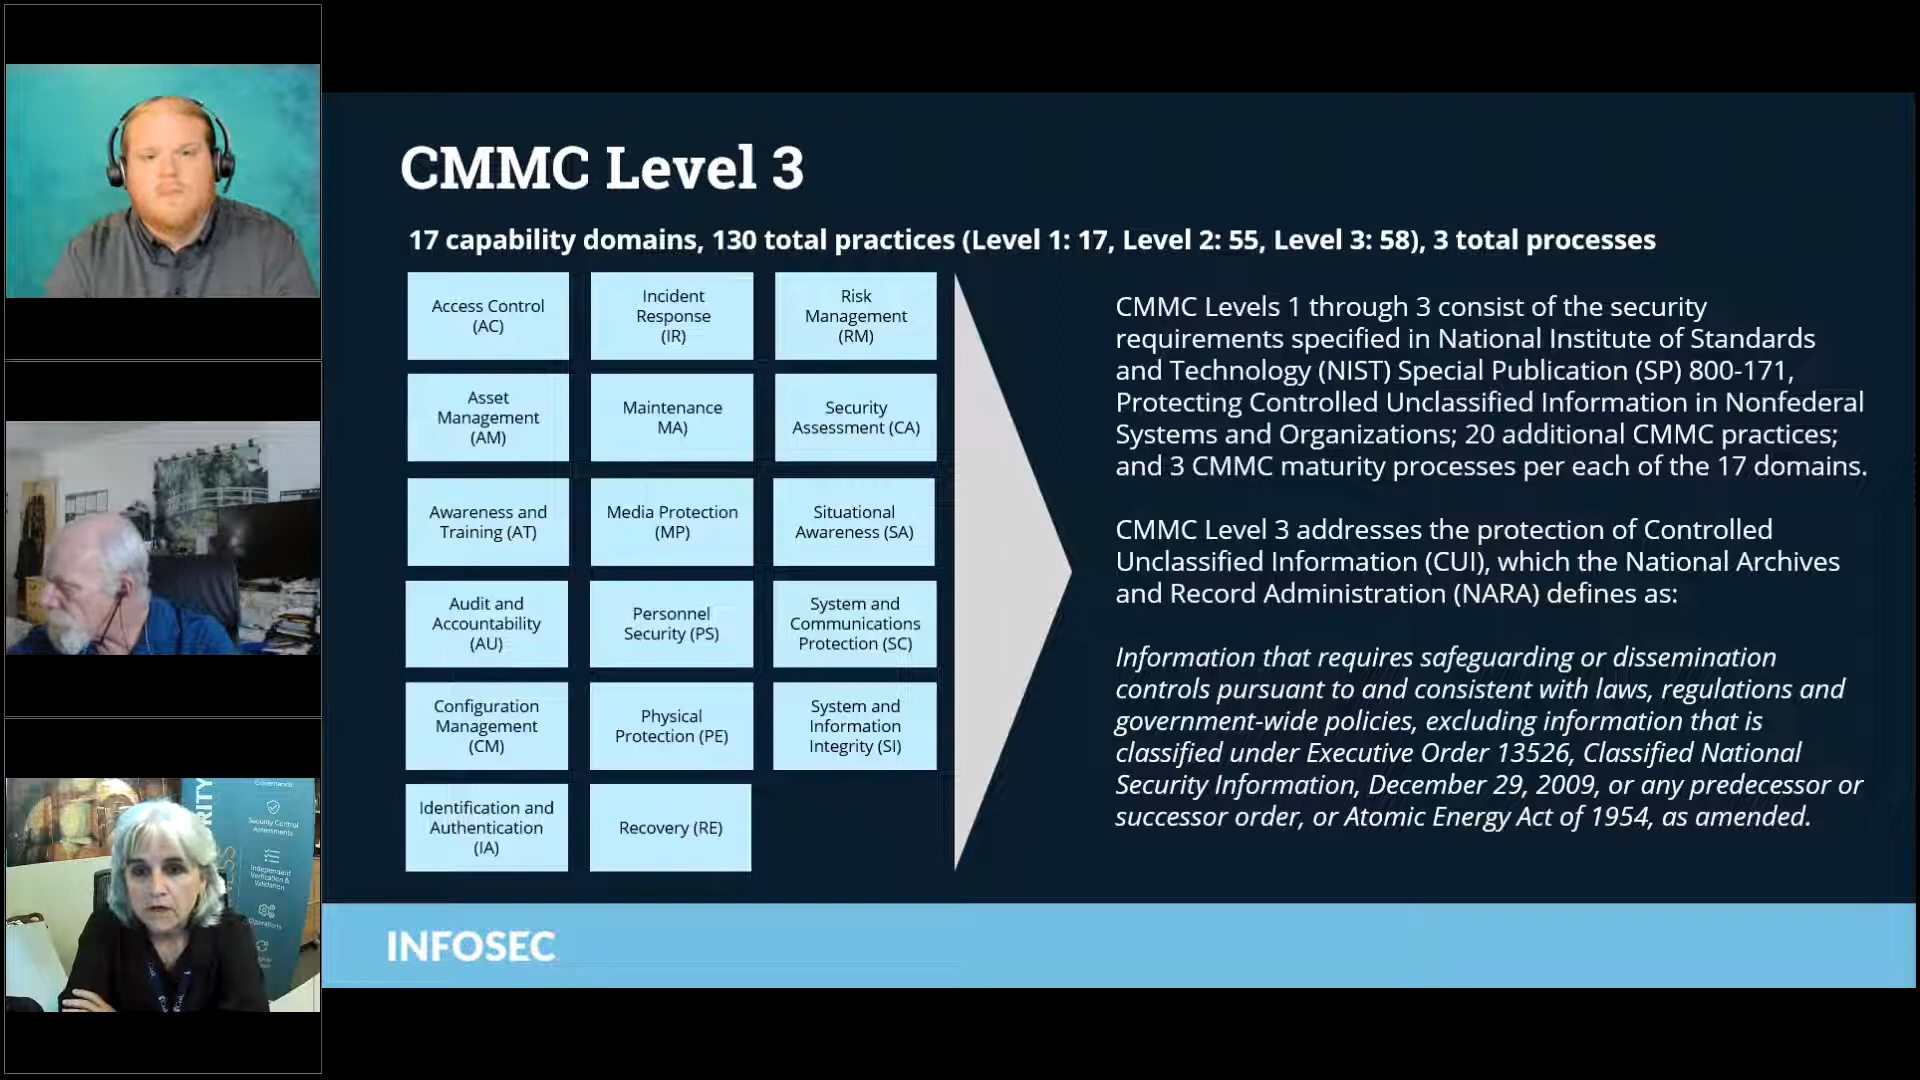 CMMC Level 3
17 capability domains, 130 total practices (Level 1: 17, Level 2: 55, Level 3: 58), 3 total processes
Access Control
(AC)
Incident
Response
(IR)
Risk
Management
(RM)
Asset
Management
(AM)
Maintenance
MA)
Security
Assessment (CA)
Awareness and
Training (AT)
Media Protection
(MP)
Situational
Awareness (SA)
Audit and
Accountability
(AU)
Personnel
Security (PS)
System and
Communications
Protection (SC)
Configuration
Management
(CM)
Physical
Protection (PE)
System and
Information
Integrity (SI)
Identification and
Authentication
(IA)
Recovery (RE)
CMMC Levels 1 through 3 consist of the security
requirements specified in National Institute of Standards
and Technology (NIST) Special Publication (SP) 800-171,
Protecting Controlled Unclassified Information in Nonfederal
Systems and Organizations; 20 additional CMMC practices;
and 3 CMMC maturity processes per each of the 17 domains.
CMMC Level 3 addresses the protection of Controlled
Unclassified Information (CUI), which the National Archives
and Record Administration (NARA) defines as:
Information that requires safeguarding or dissemination
controls pursuant to and consistent with laws, regulations and
government-wide policies, excluding information that is
classified under Executive Order 13526, Classified National
Security Information, December 29, 2009, or any predecessor or
successor order, or Atomic Energy Act of 1954, as amended.
INFOSEC
Governance
Security Control
Assessments
Independent
Verification &
Validation
Operations